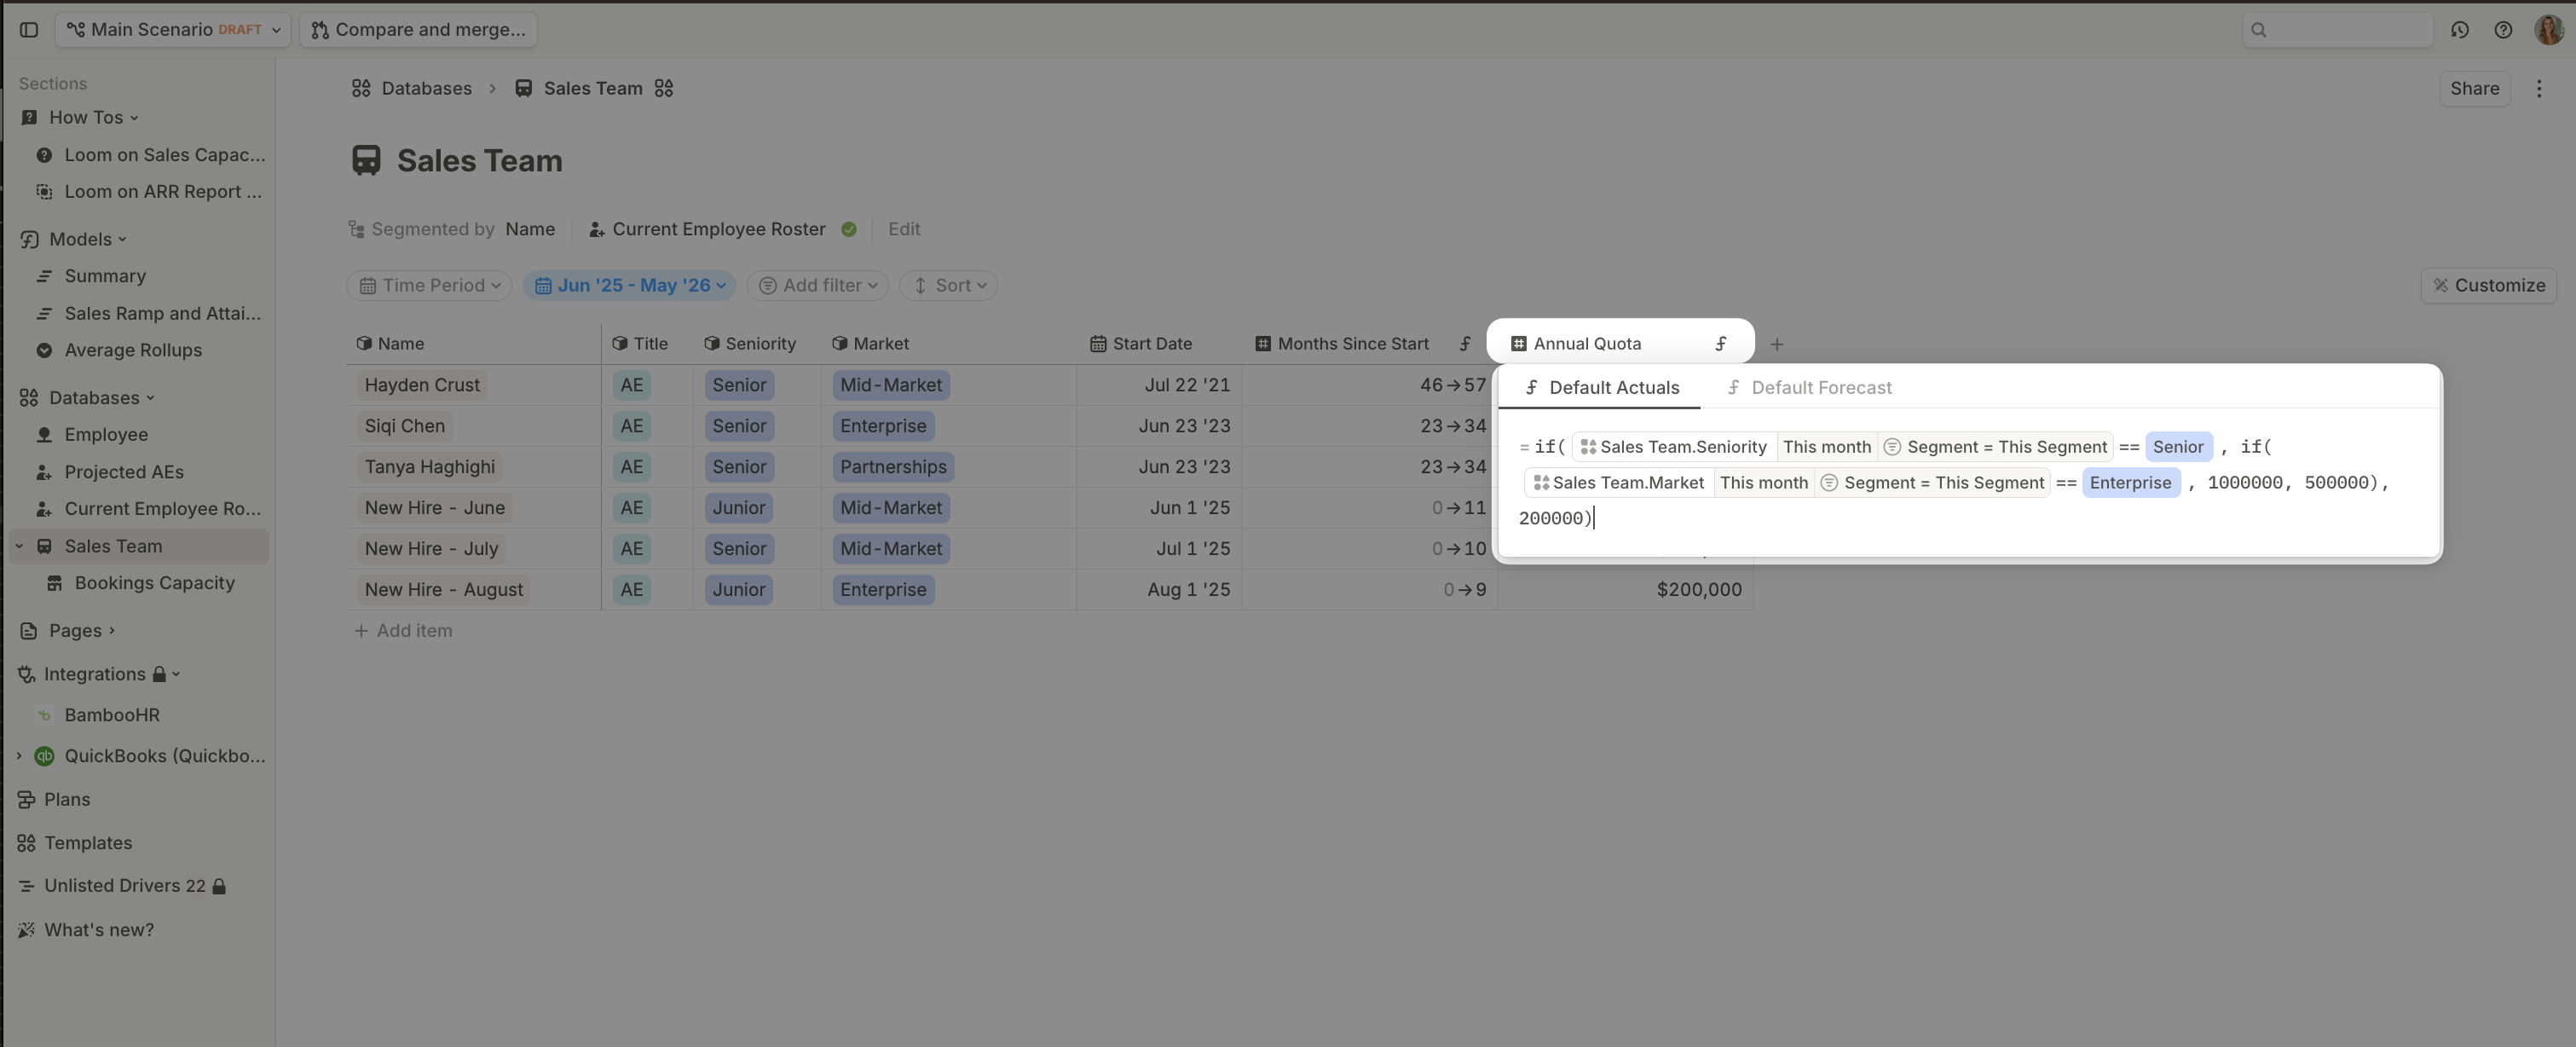 Main Scenario DRAFT
Compare and merge...
Sections
How Tos
Loom on Sales Capac...
Loom on ARR Report ...
Models
Summary
Sales Ramp and Attai...
Average Rollups
Databases
Employee
Projected AEs
Current Employee Ro...
Sales Team
Bookings Capacity
Pages
Integrations
BambooHR
QuickBooks (Quickbo...
Plans
Templates
Unlisted Drivers 22
What's new?
Databases > Sales Team
Share
Sales Team
Segmented by Name Current Employee Roster Edit
Time Period Jun '25 - May '26 Add filter Sort
Customize
Name Title Seniority Market Start Date Months Since Start Annual Quota
Hayden Crust AE Senior Mid-Market Jul 22 '21 46→57
Siqi Chen AE Senior Enterprise Jun 23 '23 23→34
Tanya Haghighi AE Senior Partnerships Jun 23 '23 23→34
New Hire - June AE Junior Mid-Market Jun 1 '25 0→11
New Hire - July AE Senior Mid-Market Jul 1 '25 0→10
New Hire - August AE Junior Enterprise Aug 1 '25 0→9 $200,000
+ Add item
Default Actuals Default Forecast
= if( Sales Team.Seniority This month Segment = This Segment == Senior , if(
Sales Team.Market This month Segment = This Segment == Enterprise , 1000000, 500000),
200000)